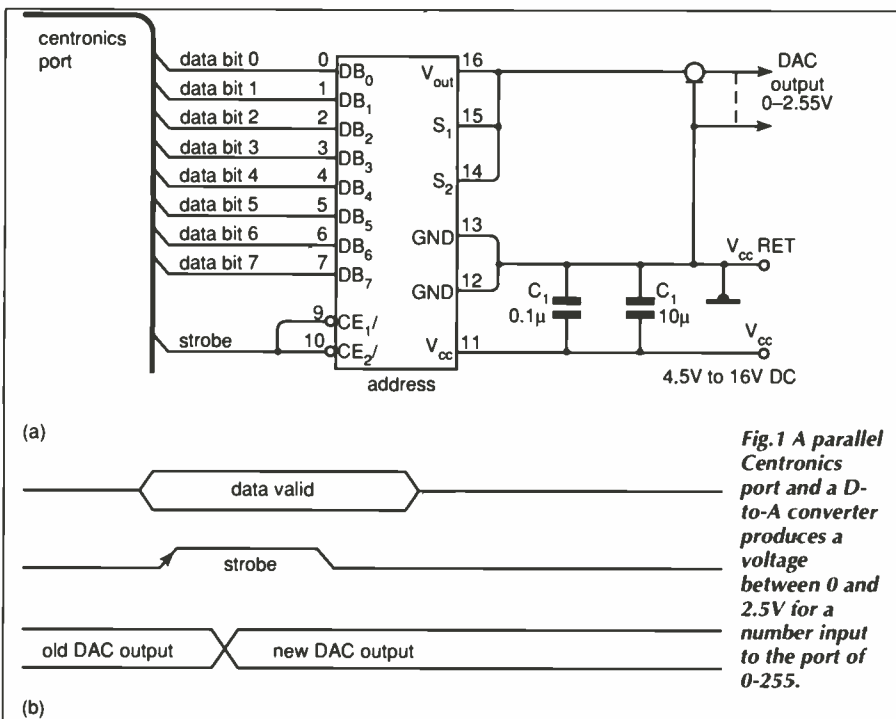 centronics
port
data bit 0
data bit 1
data bit 2
data bit 3
data bit 4
data bit 5
data bit 6
data bit 7
strobe
0 DB0
1 DB1
2 DB2
3 DB3
4 DB4
5 DB5
6 DB6
7 DB7
9 CE1/
10 CE2/
Vout 16
S1 15
S2 14
GND 13
GND 12
Vcc 11
address
DAC
output
0–2.55V
Vcc RET
C1
0.1µ
C1
10µ
Vcc
4.5V to 16V DC
(a)
data valid
strobe
old DAC output
new DAC output
(b)
Fig.1 A parallel
Centronics
port and a D-
to-A converter
produces a
voltage
between 0 and
2.5V for a
number input
to the port of
0-255.